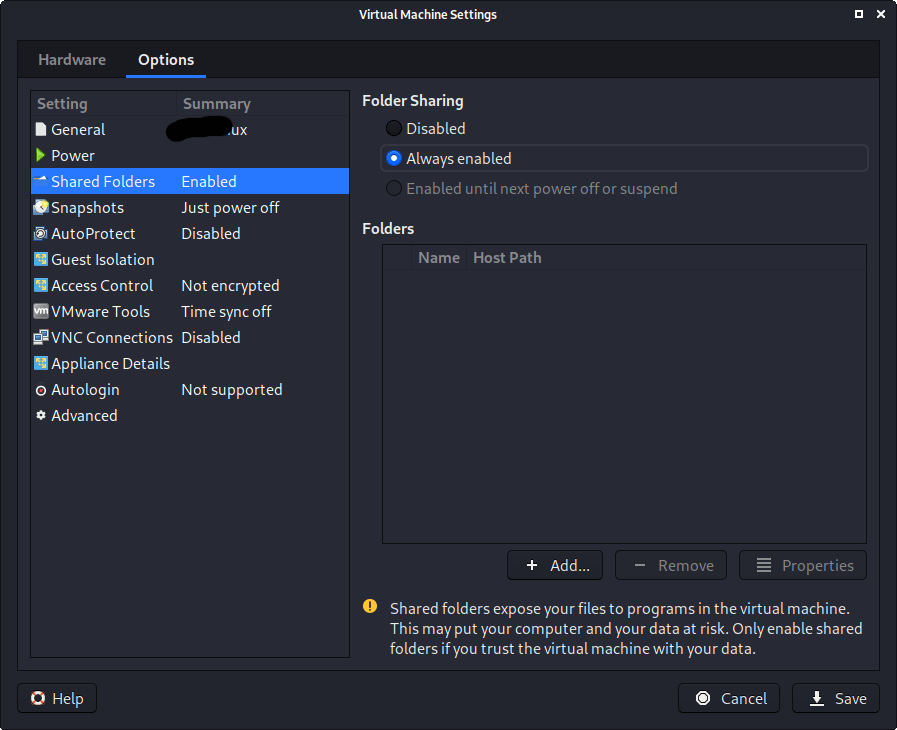 Virtual Machine Settings
Hardware Options
Setting Summary
General
Power
Shared Folders Enabled
Snapshots Just power off
AutoProtect Disabled
Guest Isolation
Access Control Not encrypted
vm VMware Tools Time sync off
VNC Connections Disabled
Appliance Details
Autologin Not supported
Advanced
Folder Sharing
Disabled
Always enabled
Enabled until next power off or suspend
Folders
Name Host Path
Add... Remove Properties
Shared folders expose your files to programs in the virtual machine.
This may put your computer and your data at risk. Only enable shared
folders if you trust the virtual machine with your data.
Help Cancel Save